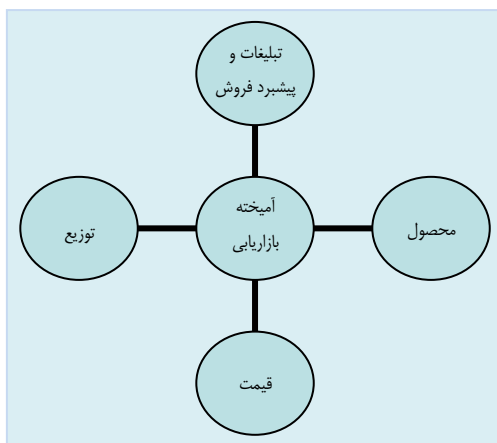 تبلیغات و
پیشبرد فروش
آمیخته
بازاریابی
محصول
توزیع
قیمت